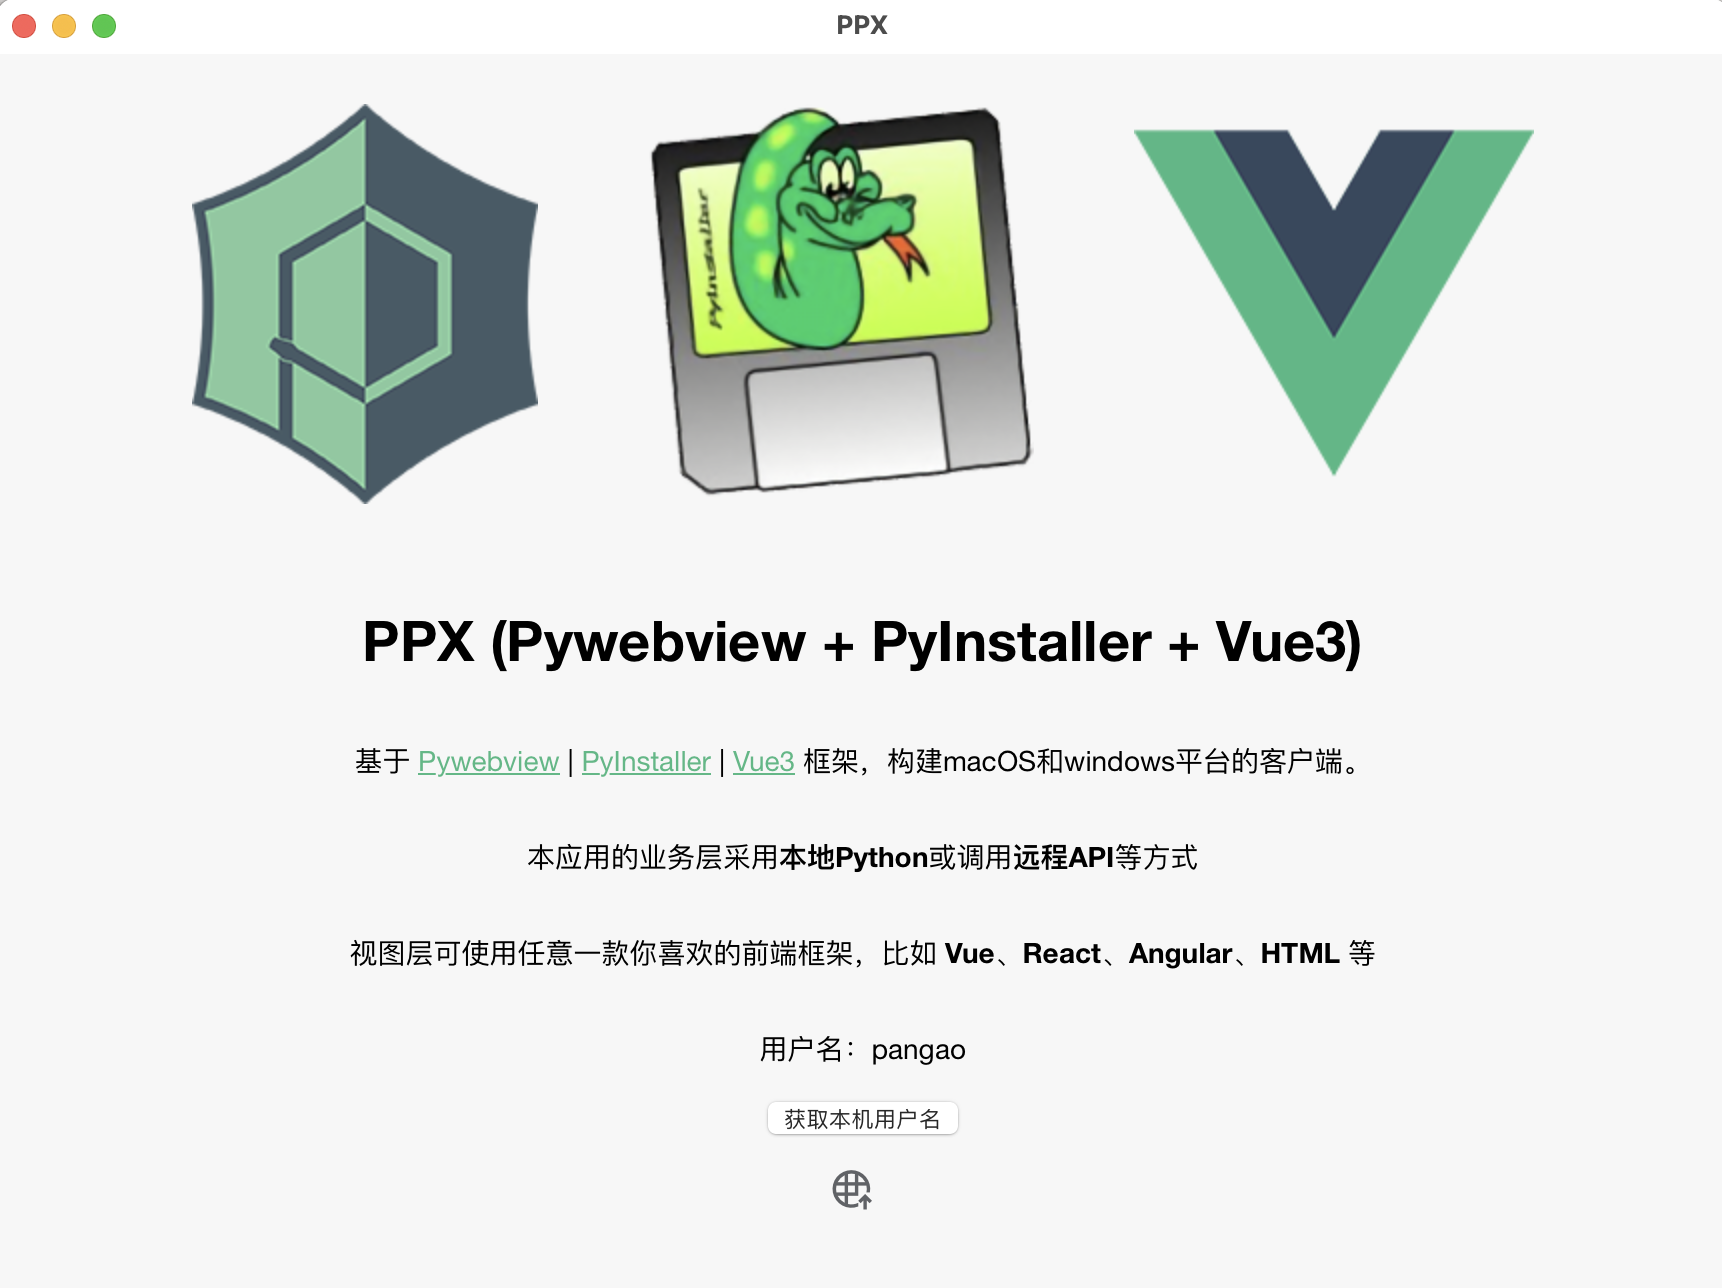 PPX
PyInstaller
PPX (Pywebview + PyInstaller + Vue3)
基于 Pywebview | PyInstaller | Vue3 框架，构建macOS和windows平台的客户端。
本应用的业务层采用本地Python或调用远程API等方式
视图层可使用任意一款你喜欢的前端框架，比如 Vue、React、Angular、HTML 等
用户名：pangao
获取本机用户名